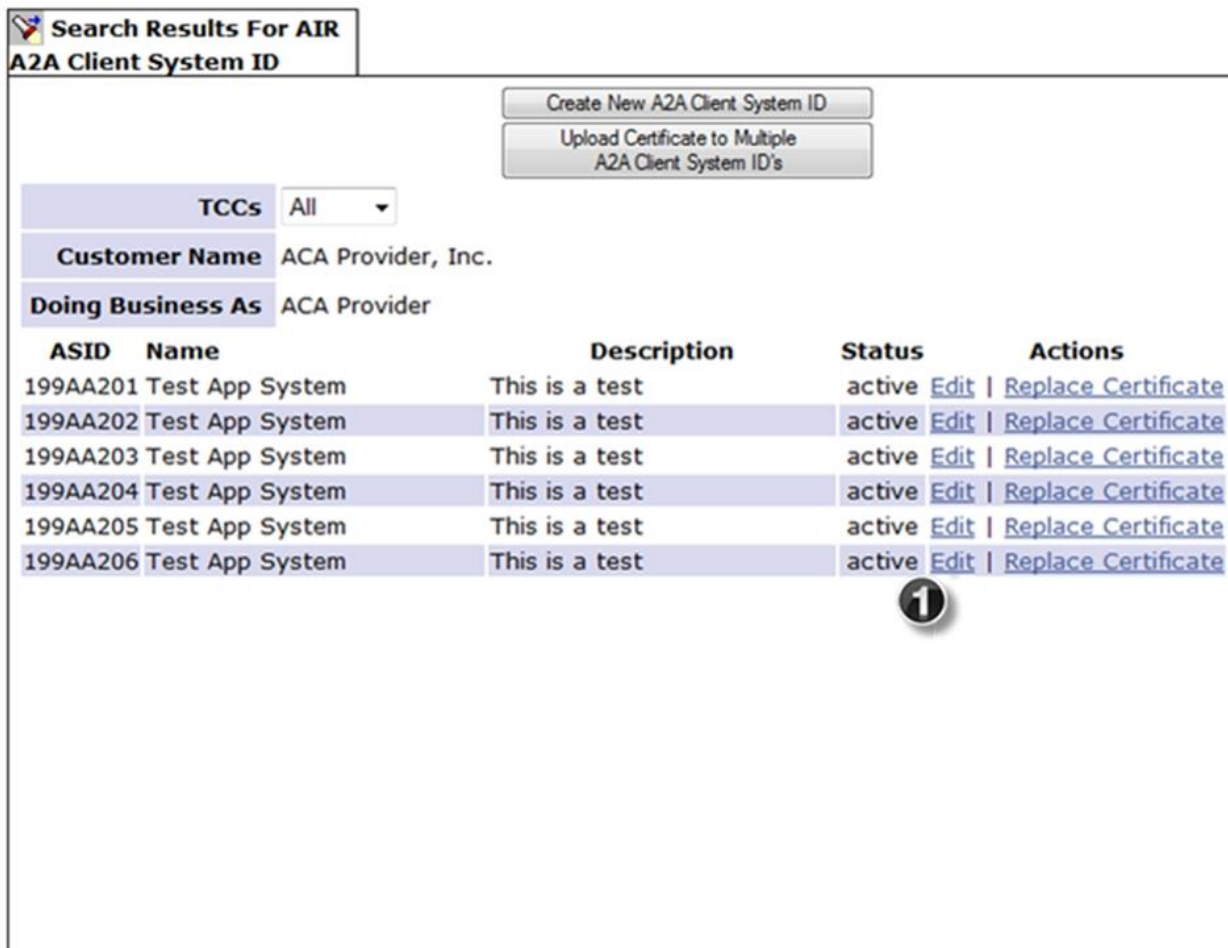 Search Results For AIR
A2A Client System ID
Create New A2A Client System ID
Upload Certificate to Multiple
A2A Client System ID's
TCCs All
Customer Name ACA Provider, Inc.
Doing Business As ACA Provider
ASID Name Description Status Actions
199AA201 Test App System This is a test active Edit | Replace Certificate
199AA202 Test App System This is a test active Edit | Replace Certificate
199AA203 Test App System This is a test active Edit | Replace Certificate
199AA204 Test App System This is a test active Edit | Replace Certificate
199AA205 Test App System This is a test active Edit | Replace Certificate
199AA206 Test App System This is a test active Edit | Replace Certificate
1